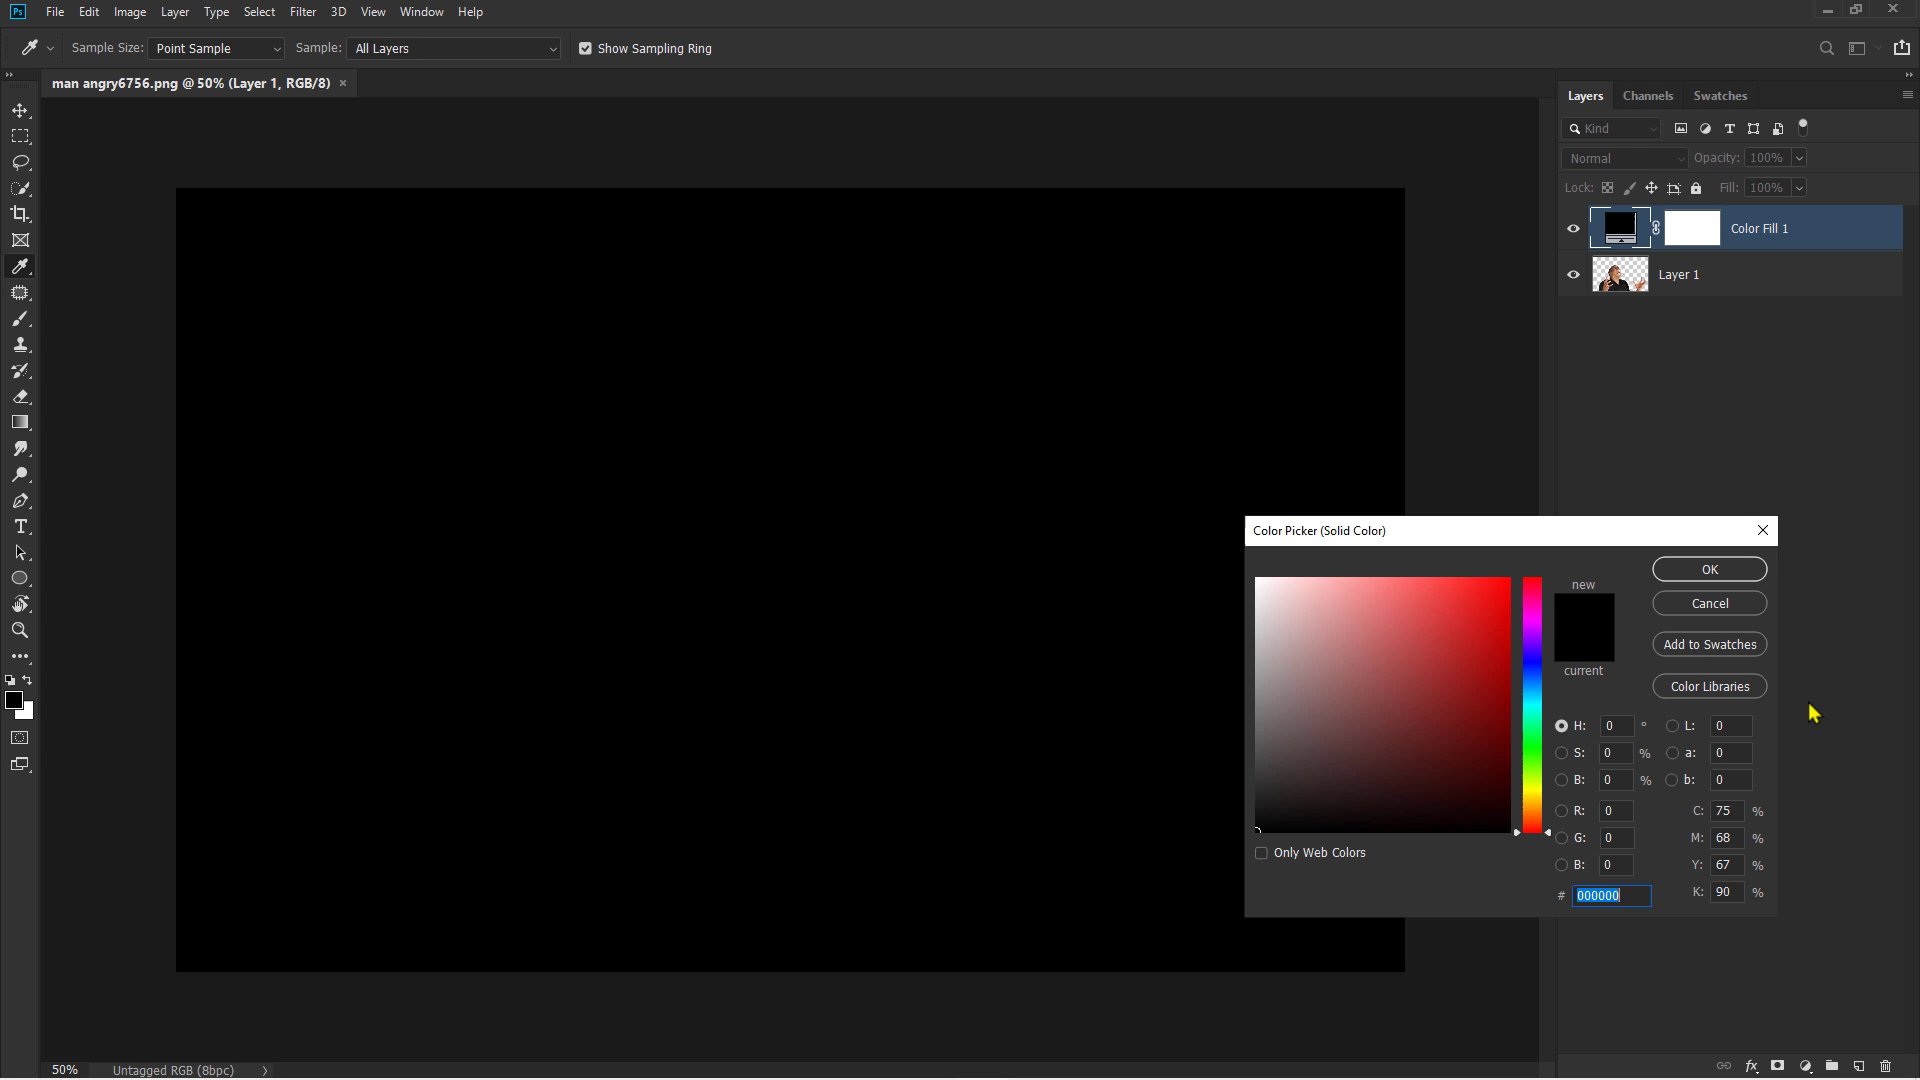 Ps File Edit Image Layer Type Select Filter 3D View Window Help
Sample Size: Point Sample Sample: All Layers Show Sampling Ring
man angry6756.png @ 50% (Layer 1, RGB/8)
Layers Channels Swatches
Kind
Normal Opacity: 100%
Lock: Fill: 100%
Color Fill 1
Layer 1
Color Picker (Solid Color)
OK
new
Cancel
Add to Swatches
current
Color Libraries
H: 0 ° L: 0
S: 0 % a: 0
B: 0 % b: 0
R: 0 C: 75 %
G: 0 M: 68 %
Only Web Colors
B: 0 Y: 67 %
# 000000 K: 90 %
50% Untagged RGB (8bpc)